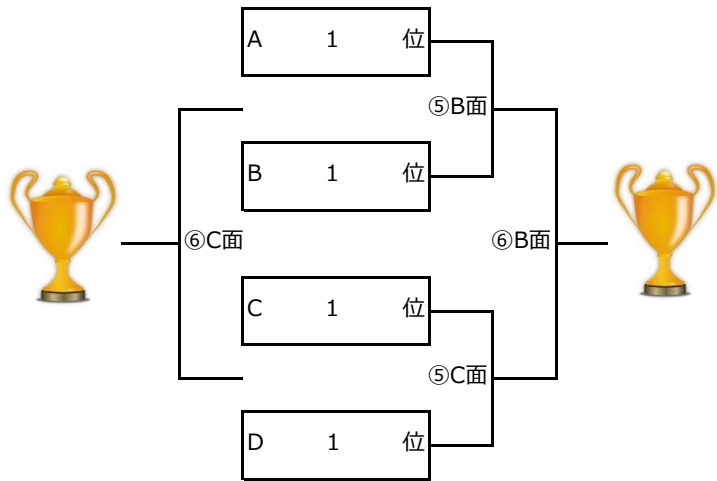 A 1 位
⑤B面
B 1 位
⑥C面 ⑥B面
C 1 位
⑤C面
D 1 位